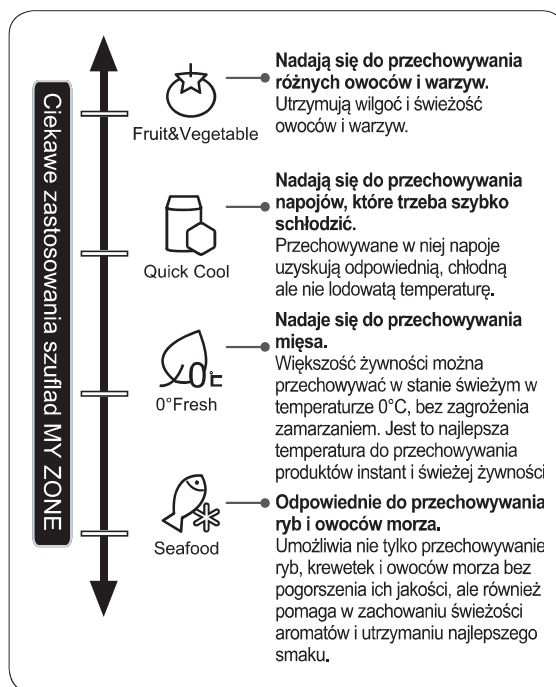 Ciekawe zastosowania szuflad MY ZONE
Fruit&Vegetable
Nadają się do przechowywania
różnych owoców i warzyw.
Utrzymują wilgoć i świeżość
owoców i warzyw.
Quick Cool
Nadają się do przechowywania
napojów, które trzeba szybko
schłodzić.
Przechowywane w niej napoje
uzyskują odpowiednią, chłodną
ale nie lodowatą temperaturę.
0°Fresh
Nadaje się do przechowywania
mięsa.
Większość żywności można
przechowywać w stanie świeżym w
temperaturze 0°C, bez zagrożenia
zamarzaniem. Jest to najlepsza
temperatura do przechowywania
produktów instant i świeżej żywności
Seafood
Odpowiednie do przechowywania
ryb i owoców morza.
Umożliwia nie tylko przechowywanie
ryb, krewetek i owoców morza bez
pogorszenia ich jakości, ale również
pomaga w zachowaniu świeżości
aromatów i utrzymaniu najlepszego
smaku.